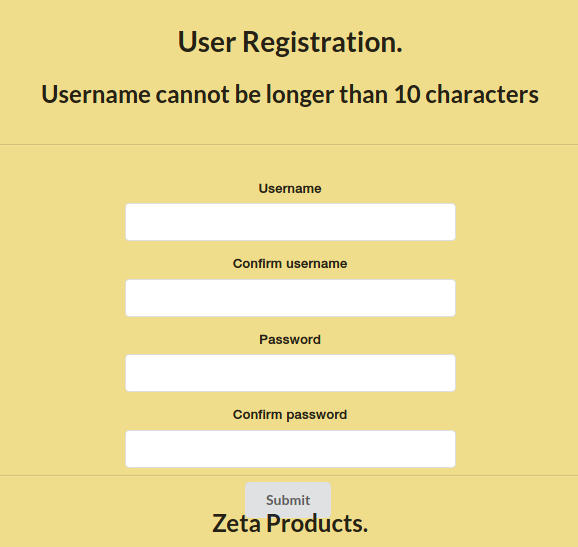 User Registration.
Username cannot be longer than 10 characters
Username
Confirm username
Password
Confirm password
Submit
Zeta Products.